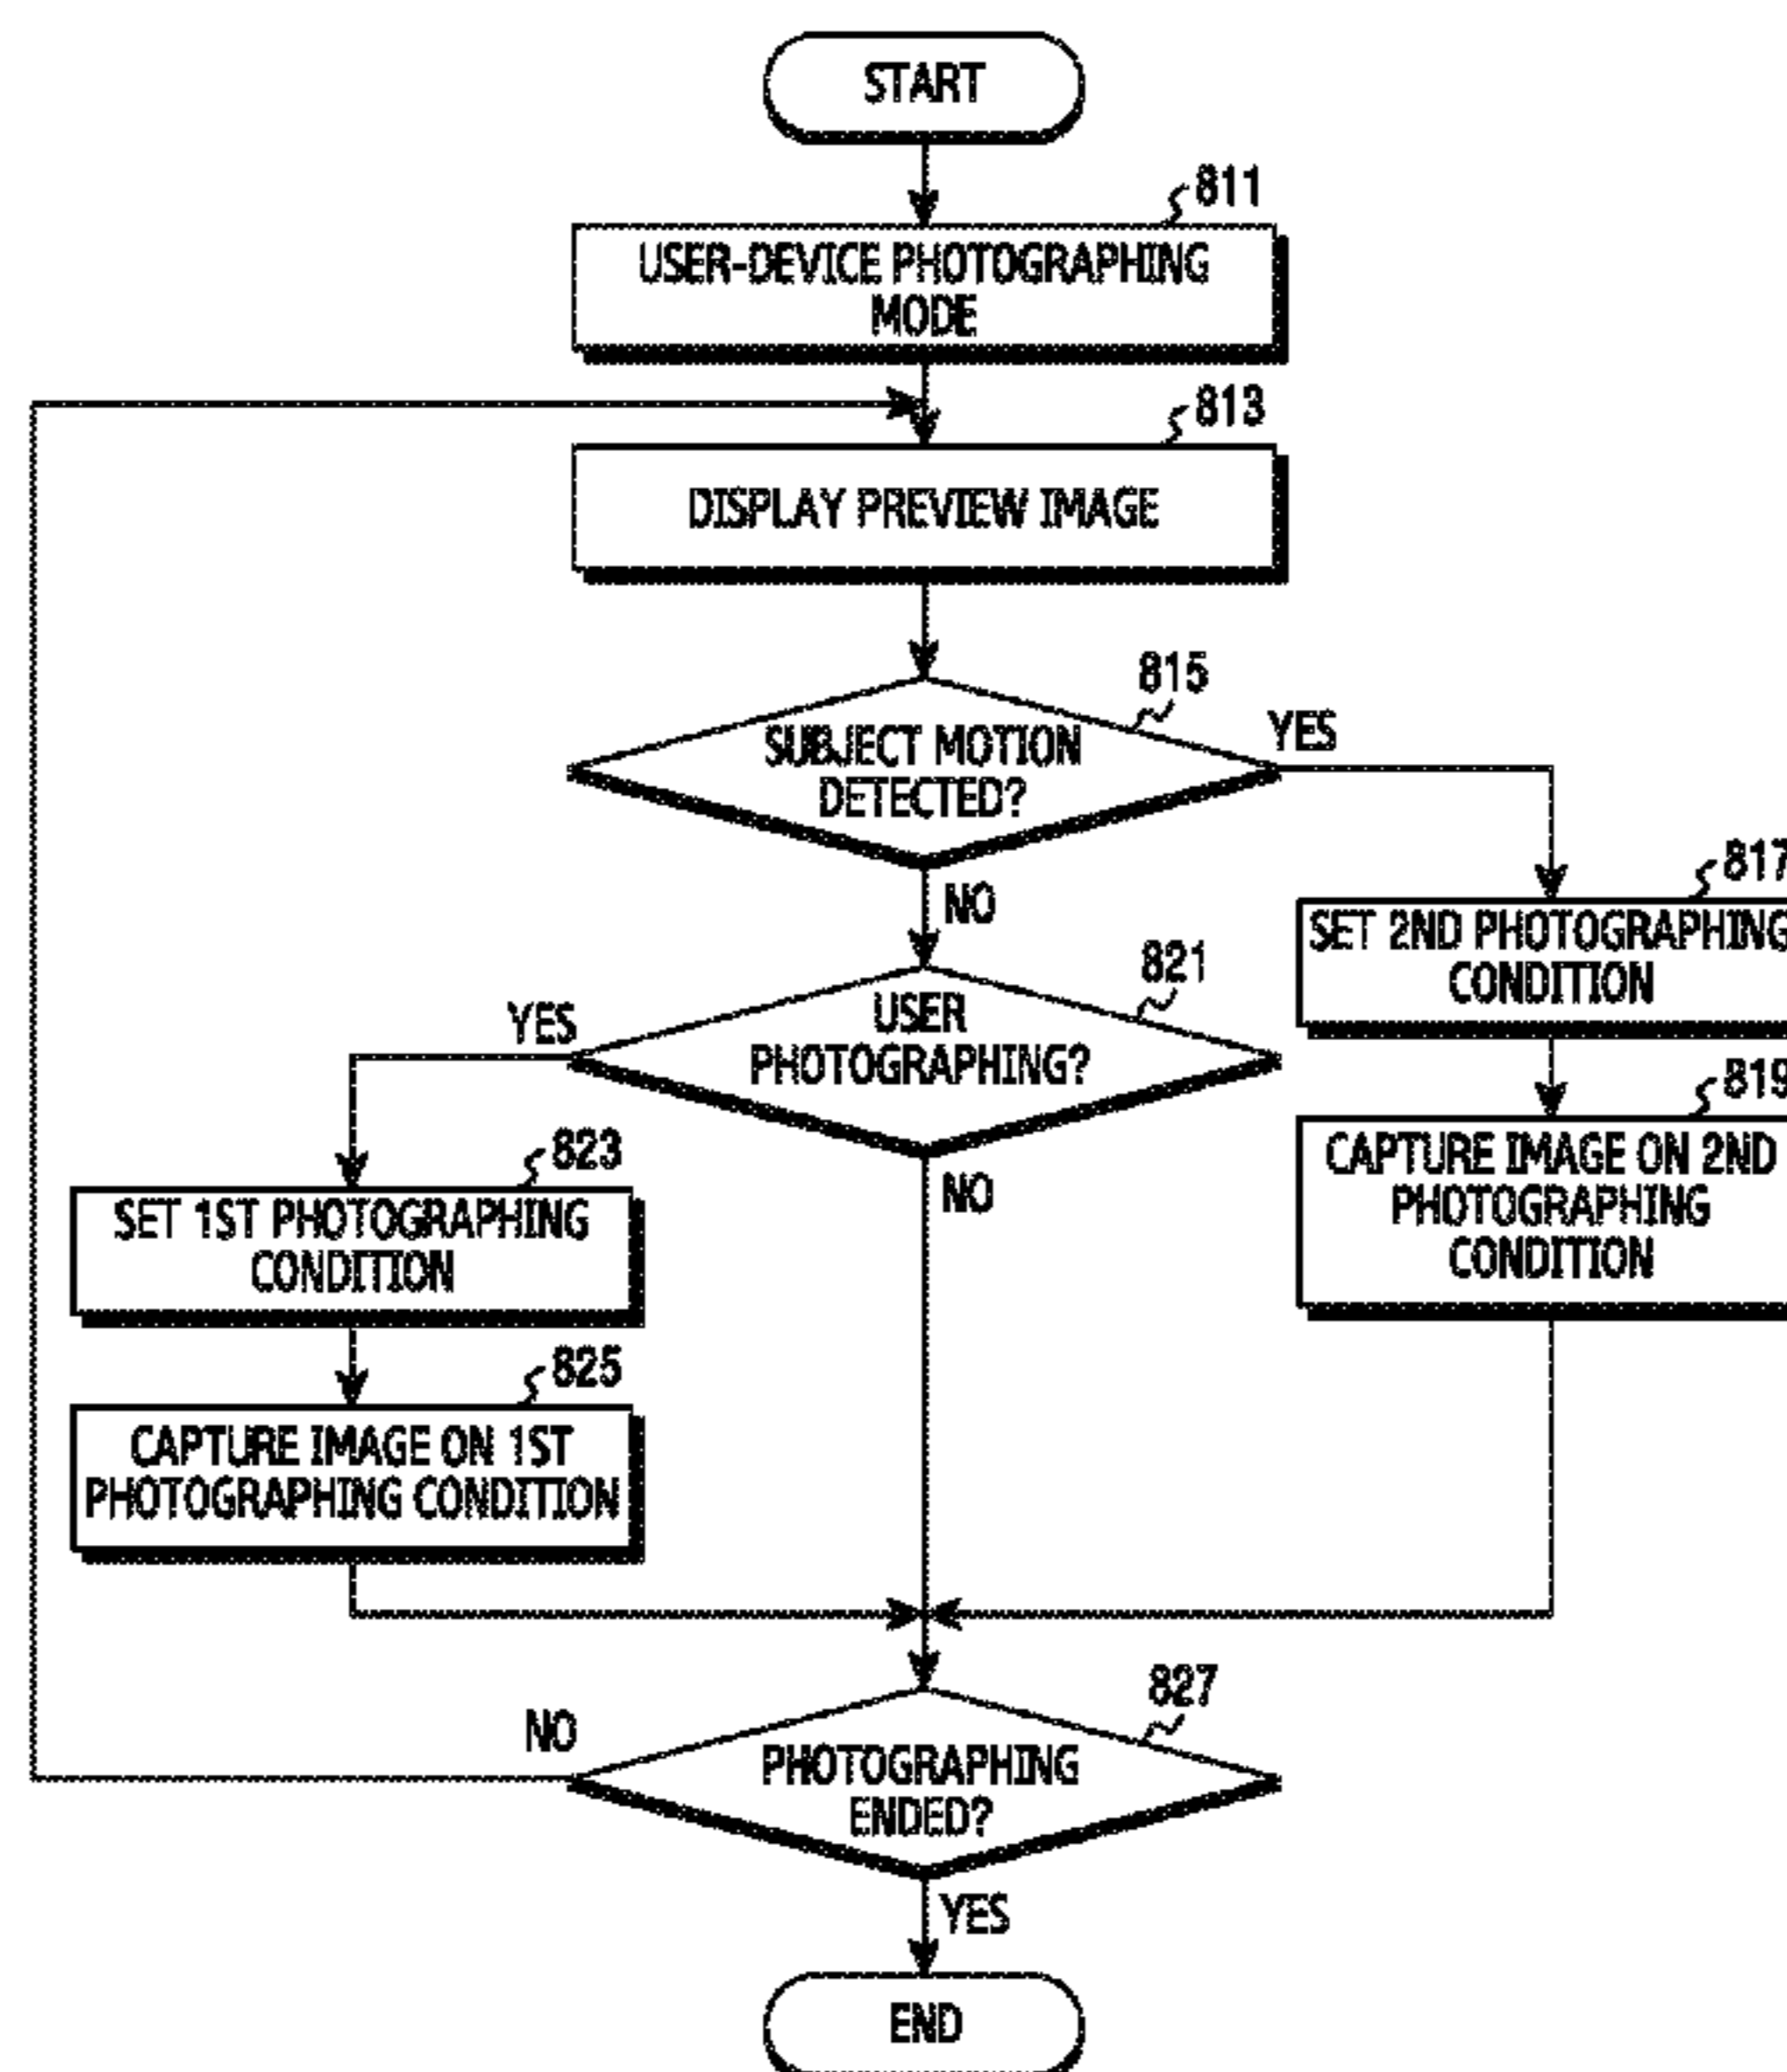 START
811
USER-DEVICE PHOTOGRAPHING
MODE
813
DISPLAY PREVIEW IMAGE
815
SUBJECT MOTION
DETECTED?
YES
NO
817
SET 2ND PHOTOGRAPHING
CONDITION
821
USER
PHOTOGRAPHING?
YES
NO
819
CAPTURE IMAGE ON 2ND
PHOTOGRAPHING
CONDITION
823
SET 1ST PHOTOGRAPHING
CONDITION
825
CAPTURE IMAGE ON 1ST
PHOTOGRAPHING CONDITION
827
PHOTOGRAPHING
ENDED?
NO
YES
END